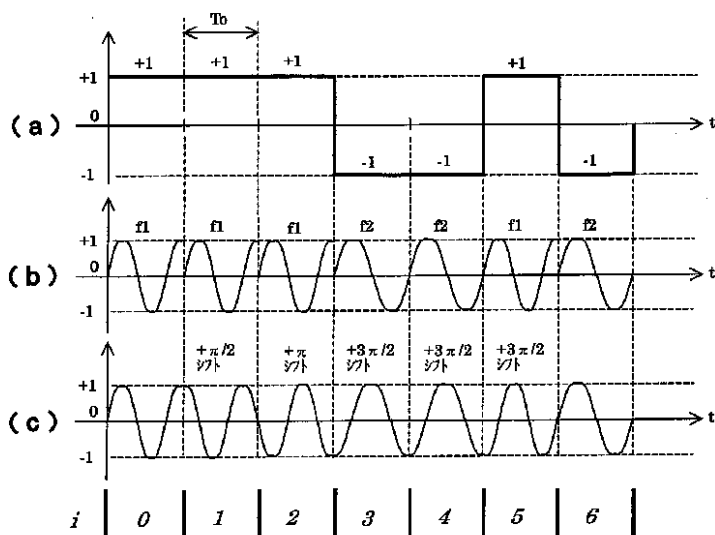 To
+1 +1 +1 +1
+1
0
(a)
t
-1 -1 -1
-1
f1 f1 f1 f2 f2 f1 f2
+1
0
(b)
t
-1
+π/2 +π +3π/2 +3π/2 +3π/2
シフト シフト シフト シフト シフト
+1
0
(c)
t
-1
i 0 1 2 3 4 5 6